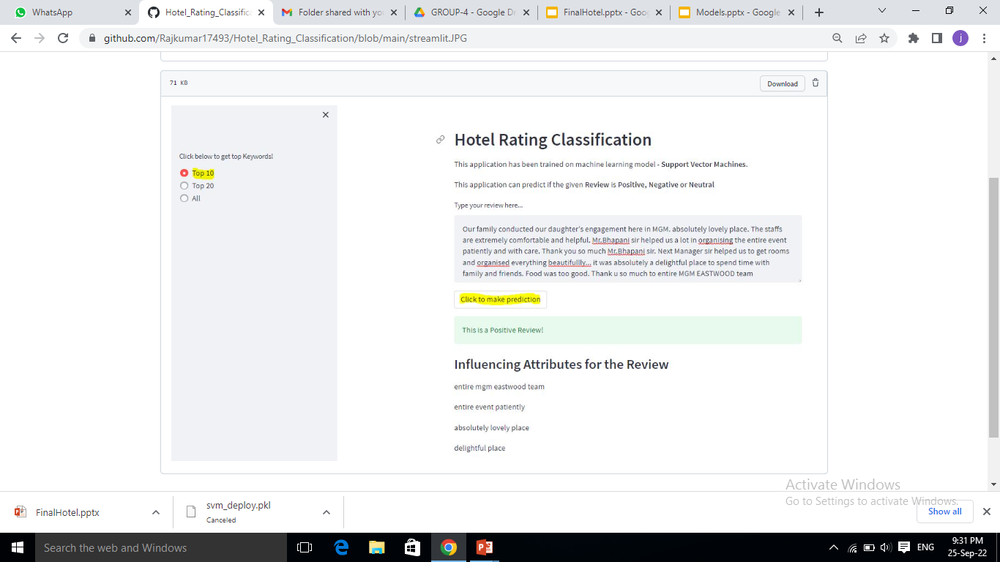 WhatsApp
Hotel_Rating_Classific
Folder shared with yo
GROUP-4 - Google Dr
FinalHotel.pptx - Goog
Models.pptx - Google
github.com/Rajkumar17493/Hotel_Rating_Classification/blob/main/streamlit.JPG
j
71 KB
Download
Click below to get top Keywords!
Top 10
Top 20
All
Hotel Rating Classification
This application has been trained on machine learning model - Support Vector Machines.
This application can predict if the given Review is Positive, Negative or Neutral
Type your review here...
Our family conducted our daughter's engagement here in MGM. absolutely lovely place. The staffs
are extremely comfortable and helpful. Mr.Bhapani sir helped us a lot in organising the entire event
patiently and with care. Thank you so much Mr.Bhapani sir. Next Manager sir helped us to get rooms
and organised everything beautifullly... it was absolutely a delightful place to spend time with
family and friends. Food was too good. Thank u so much to entire MGM EASTWOOD team
Click to make prediction
This is a Positive Review!
Influencing Attributes for the Review
entire mgm eastwood team
entire event patiently
absolutely lovely place
delightful place
Activate Windows
Go to Settings to activate Windows.
FinalHotel.pptx
svm_deploy.pkl
Canceled
Show all
Search the web and Windows
ENG
9:31 PM
25-Sep-22